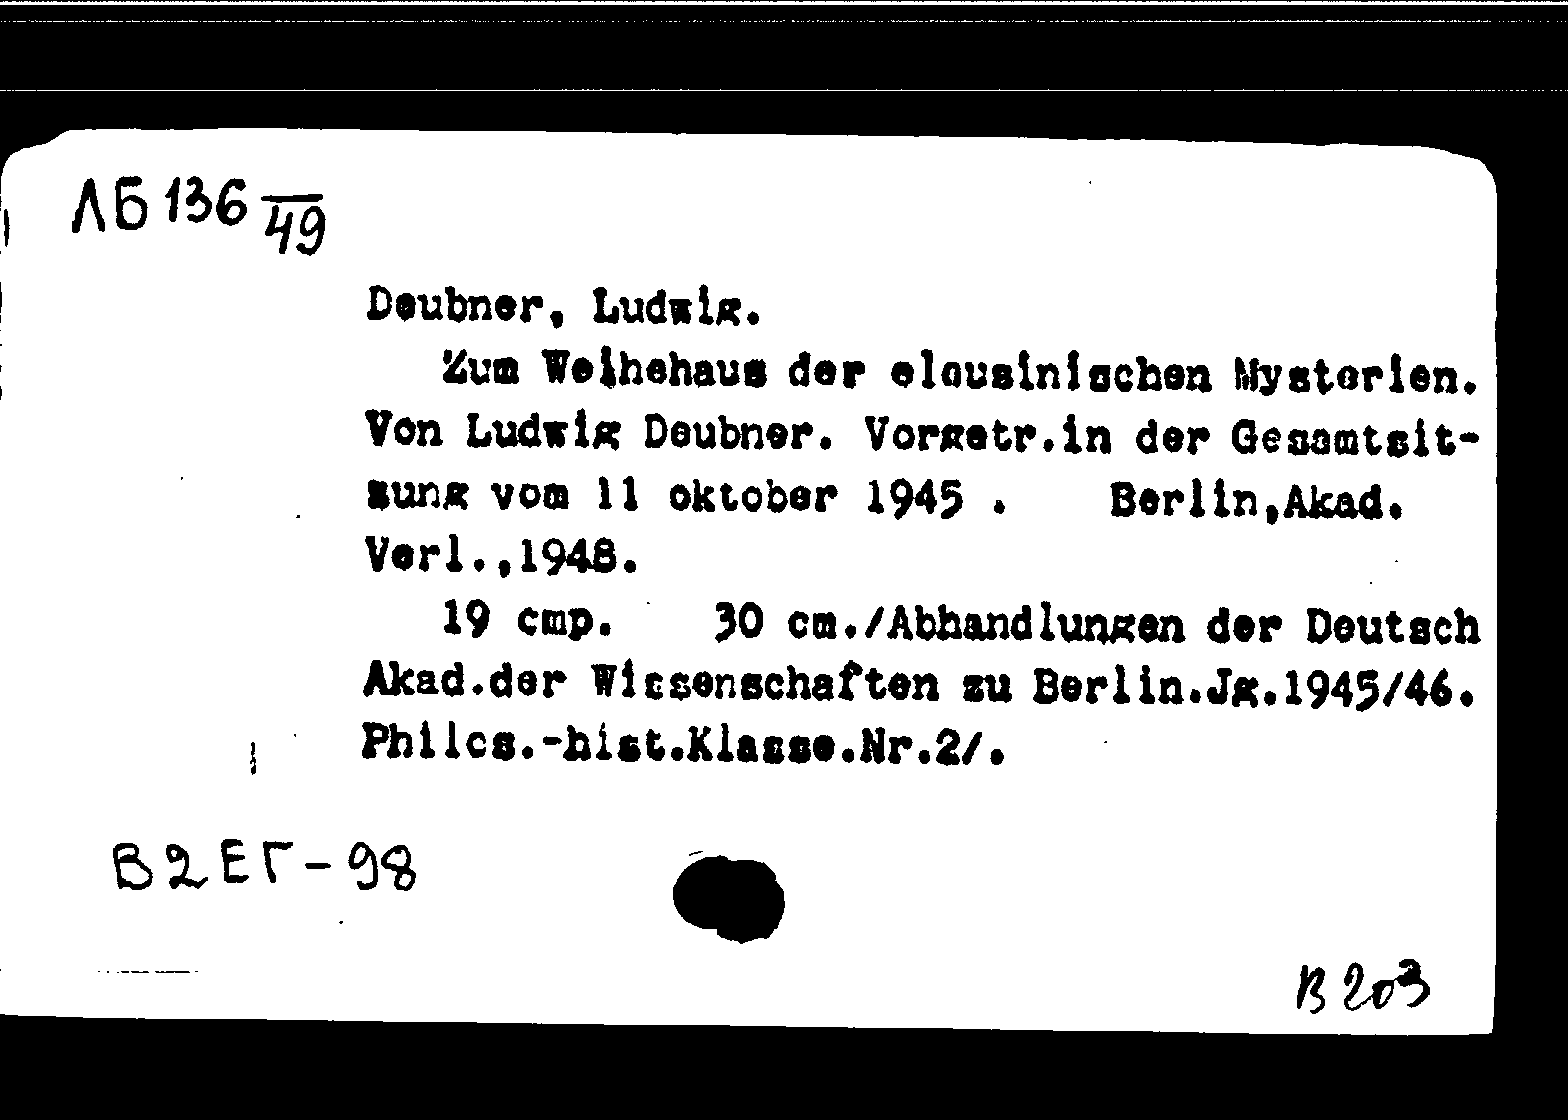 ЛБ 136 / 49
Deubner, Ludwig.
Zum Weihehaus der eleusinischen Mysterien.
Von Ludwig Deubner. Vorgetr.in der Gesamtsit-
zung vom 11 oktober 1945 . Berlin,Akad.
Verl.,1948.
19 стр. 30 cm./Abhandlungen der Deutsch
Akad.der Wissenschaften zu Berlin.Jg.1945/46.
Philos.-hist.Klasse.Nr.2/.
В2ЕГ-98
В 203